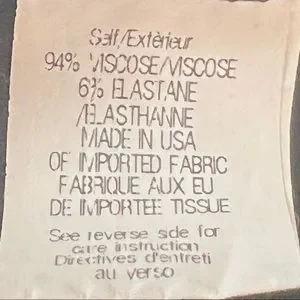 Self/Extèrieur
94% VISCOSE/VISCOSE
6% ELASTANE
/ELASTHANNE
MADE IN USA
OF IMPORTED FABRIC
FABRIQUE AUX EU
DE IMPORTEE TISSUE
See reverse side for
care instruction
Directives d'entreti
au verso